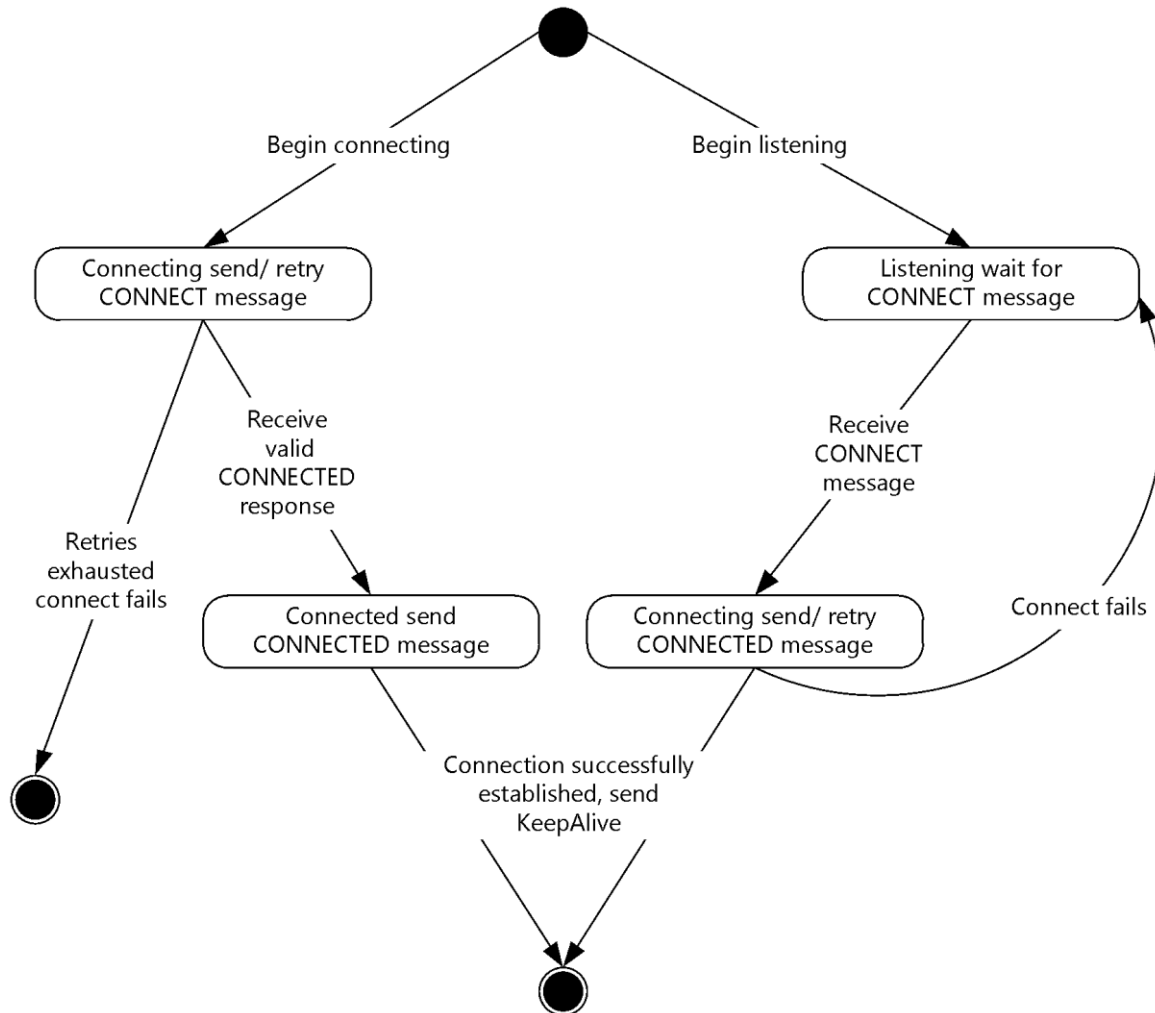 Begin connecting
Begin listening
Connecting send/ retry
CONNECT message
Listening wait for
CONNECT message
Receive
valid
CONNECTED
response
Receive
CONNECT
message
Retries
exhausted
connect fails
Connected send
CONNECTED message
Connecting send/ retry
CONNECTED message
Connect fails
Connection successfully
established, send
KeepAlive